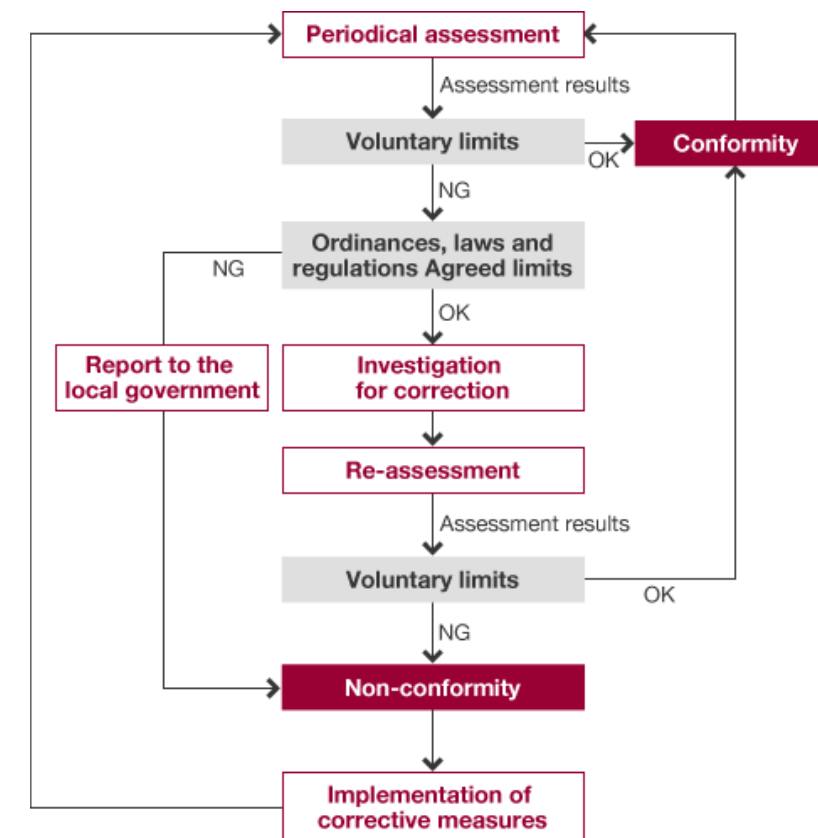 Periodical assessment
Assessment results
Voluntary limits
OK
Conformity
NG
Ordinances, laws and
regulations Agreed limits
NG
OK
Report to the
local government
Investigation
for correction
Re-assessment
Assessment results
Voluntary limits
OK
NG
Non-conformity
Implementation of
corrective measures